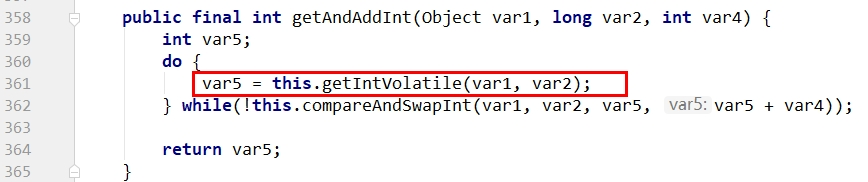 358 public final int getAndAddInt(Object var1, long var2, int var4) {
359 int var5;
360 do {
361 var5 = this.getIntVolatile(var1, var2);
362 } while(!this.compareAndSwapInt(var1, var2, var5, var5: var5 + var4));
363
364 return var5;
365 }